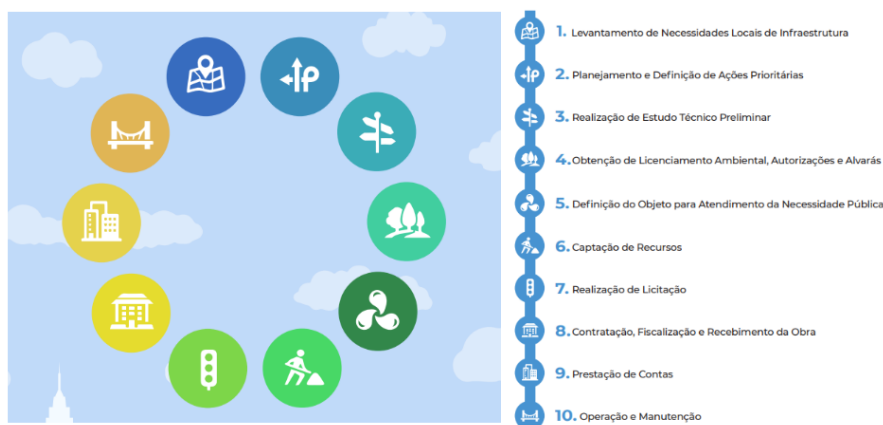 1. Levantamento de Necessidades Locais de Infraestrutura
2. Planejamento e Definição de Ações Prioritárias
3. Realização de Estudo Técnico Preliminar
4. Obtenção de Licenciamento Ambiental, Autorizações e Alvarás
5. Definição do Objeto para Atendimento da Necessidade Pública
6. Captação de Recursos
7. Realização de Licitação
8. Contratação, Fiscalização e Recebimento da Obra
9. Prestação de Contas
10. Operação e Manutenção